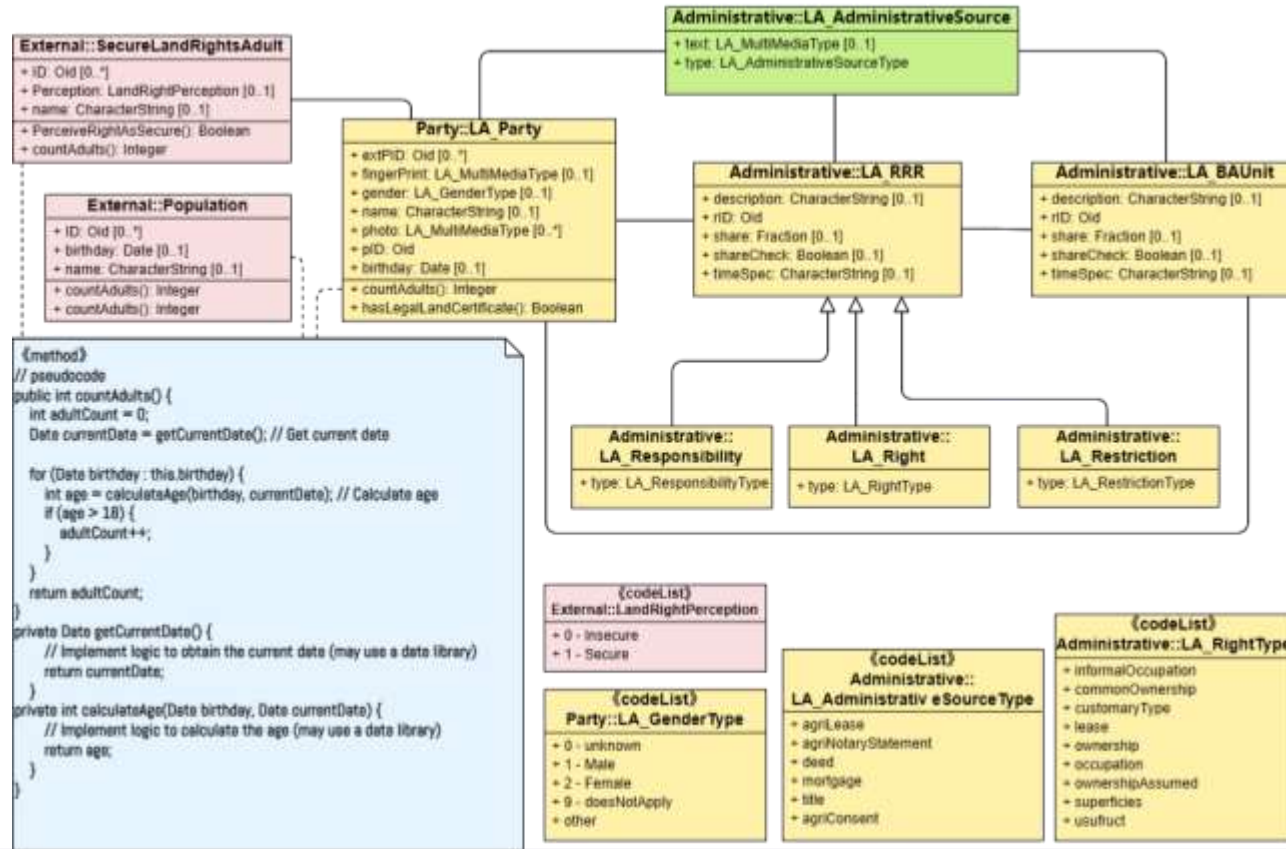 External::SecureLandRightsAdult
+ ID: Oid [0..*]
+ Perception: LandRightPerception [0..1]
+ name: CharacterString [0..1]
+ PerceiveRightAsSecure(): Boolean
+ countAdults(): Integer
External::Population
+ ID: Oid [0..*]
+ birthday: Date [0..1]
+ name: CharacterString [0..1]
+ countAdults(): Integer
+ countAdults(): Integer
Party::LA_Party
+ extPID: Oid [0..*]
+ fingerPrint: LA_MultiMediaType [0..1]
+ gender: LA_GenderType [0..1]
+ name: CharacterString [0..1]
+ photo: LA_MultiMediaType [0..*]
+ pID: Oid
+ birthday: Date [0..1]
+ countAdults(): Integer
+ hasLegalLandCertificate(): Boolean
Administrative::LA_AdministrativeSource
+ text: LA_MultiMediaType [0..1]
+ type: LA_AdministrativeSourceType
Administrative::LA_RRR
+ description: CharacterString [0..1]
+ rID: Oid
+ share: Fraction [0..1]
+ shareCheck: Boolean [0..1]
+ timeSpec: CharacterString [0..1]
Administrative::LA_BAUnit
+ description: CharacterString [0..1]
+ rID: Oid
+ share: Fraction [0..1]
+ shareCheck: Boolean [0..1]
+ timeSpec: CharacterString [0..1]
Administrative::
LA_Responsibility
+ type: LA_ResponsibilityType
Administrative::
LA_Right
+ type: LA_RightType
Administrative::
LA_Restriction
+ type: LA_RestrictionType
《method》
// pseudocode
public int countAdults() {
int adultCount = 0;
Date currentDate = getCurrentDate(); // Get current date
for (Date birthday : this.birthday) {
int age = calculateAge(birthday, currentDate); // Calculate age
if (age > 18) {
adultCount++;
}
}
return adultCount;
}
private Date getCurrentDate() {
// Implement logic to obtain the current date (may use a date library)
return currentDate;
}
private int calculateAge(Date birthday, Date currentDate) {
// Implement logic to calculate the age (may use a date library)
return age;
}
}
《codeList》
External::LandRightPerception
+ 0 - Insecure
+ 1 - Secure
《codeList》
Party::LA_GenderType
+ 0 - unknown
+ 1 - Male
+ 2 - Female
+ 9 - doesNotApply
+ other
《codeList》
Administrative::
LA_Administrativ eSourceType
+ agriLease
+ agriNotaryStatement
+ deed
+ mortgage
+ title
+ agriConsent
《codeList》
Administrative::LA_RightType
+ informalOccupation
+ commonOwnership
+ customaryType
+ lease
+ ownership
+ occupation
+ ownershipAssumed
+ superficies
+ usufruct